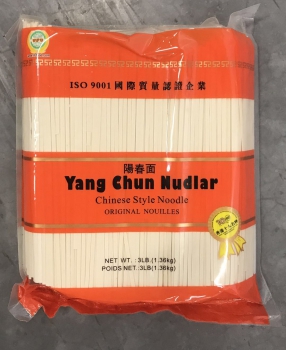 ISO 9001 國際質量認證企業
陽春面
Yang Chun Nudlar
Chinese Style Noodle
ORIGINAL NOUILLES
NET WT. : 3LB.(1.36kg)
POIDS NET.:3LB(1.36kg)